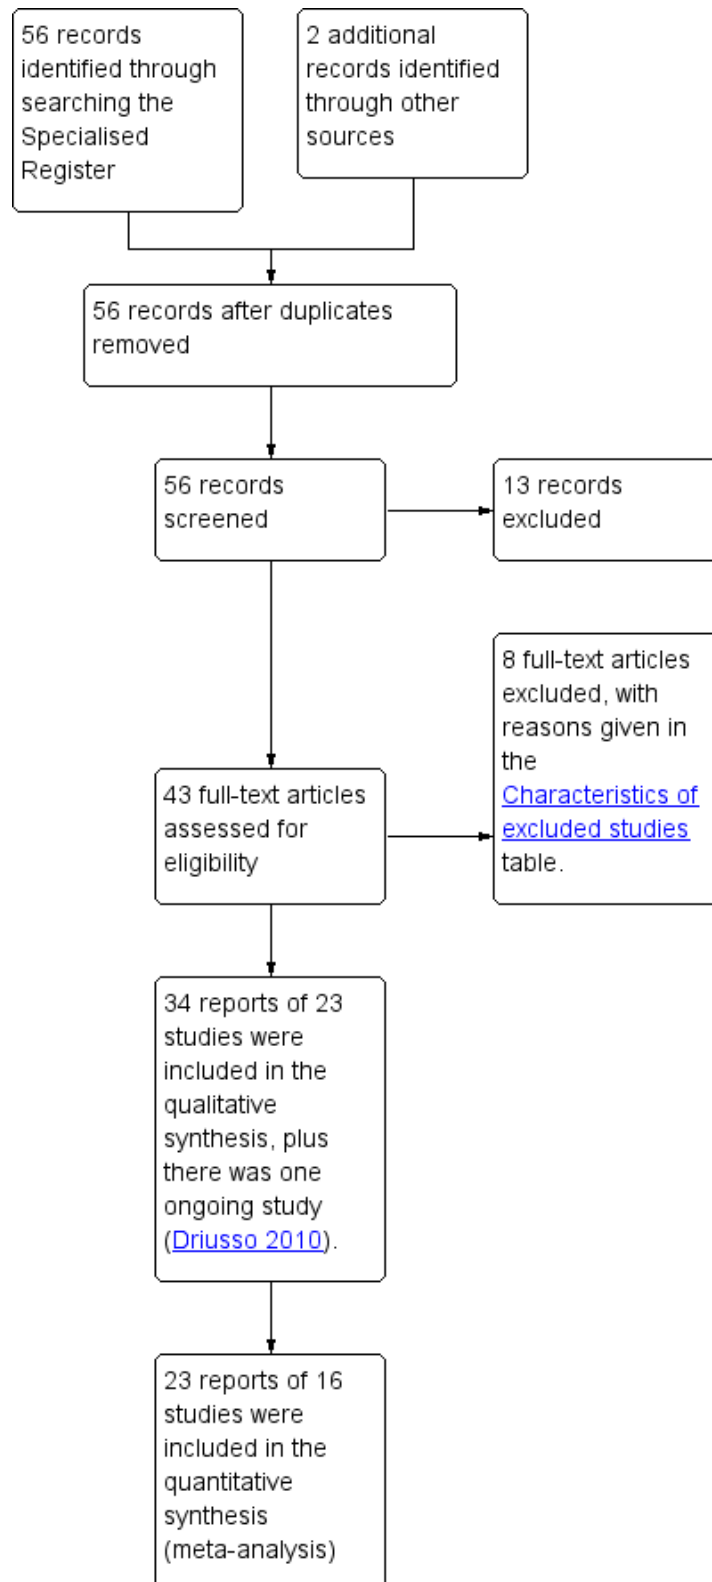 56 records
identified through
searching the
Specialised
Register
2 additional
records identified
through other
sources
56 records after duplicates
removed
56 records
screened
13 records
excluded
8 full-text articles
excluded, with
reasons given in
the
Characteristics of
excluded studies
table.
43 full-text articles
assessed for
eligibility
34 reports of 23
studies were
included in the
qualitative
synthesis, plus
there was one
ongoing study
(Driusso 2010).
23 reports of 16
studies were
included in the
quantitative
synthesis
(meta-analysis)